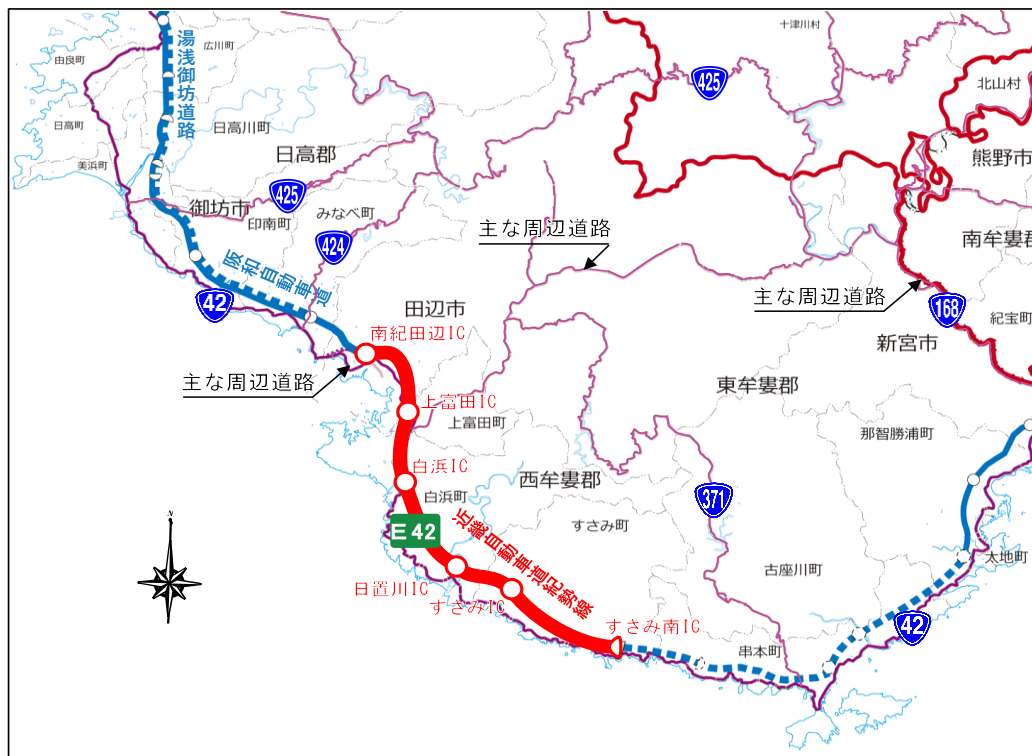 十津川村
広川町
由良町
湯浅御坊道路
425
北山村
日高町
日高川町
日高郡
熊野市
美浜町
425
御坊市
印南町
みなべ町
主な周辺道路
424
南牟婁郡
阪和自動車道
42
主な周辺道路
168
田辺市
紀宝町
南紀田辺IC
新宮市
主な周辺道路
東牟婁郡
上富田IC
上富田町
那智勝浦町
白浜IC
西牟婁郡
白浜町
371
E42
近畿自動車道紀勢線
すさみ町
太地町
古座川町
日置川IC
すさみIC
すさみ南IC
42
串本町
N